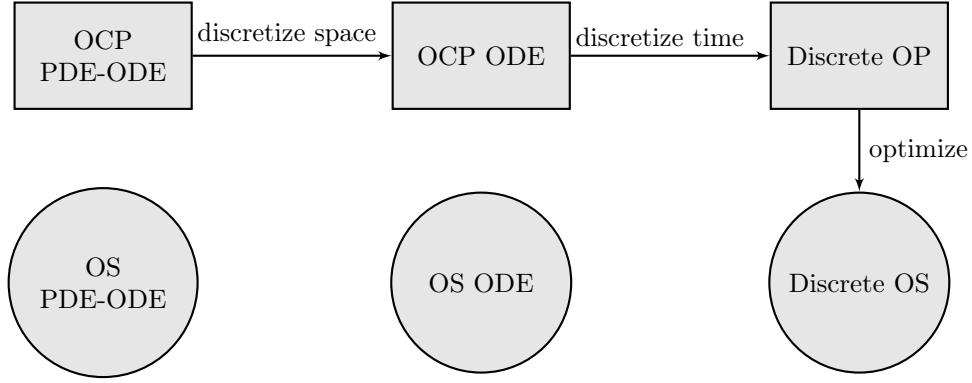 OCP
PDE-ODE
discretize space
OCP ODE
discretize time
Discrete OP
optimize
OS
PDE-ODE
OS ODE
Discrete OS